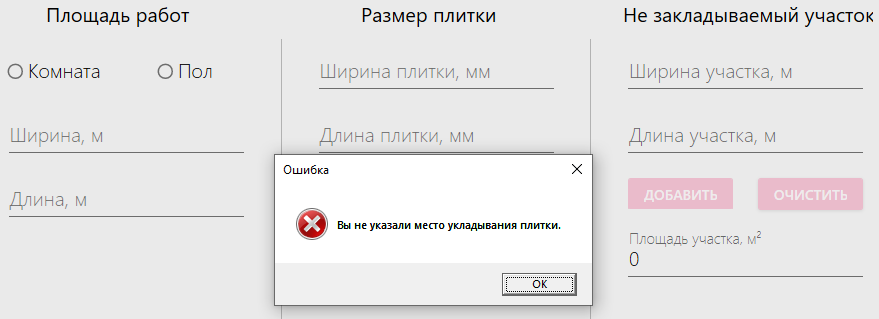 Площадь работ
Размер плитки
Не закладываемый участок
Комната
Пол
Ширина, м
Длина, м
Ширина плитки, мм
Длина плитки, мм
Ширина участка, м
Длина участка, м
ДОБАВИТЬ
ОЧИСТИТЬ
Площадь участка, м²
0
Ошибка
Вы не указали место укладывания плитки.
OK